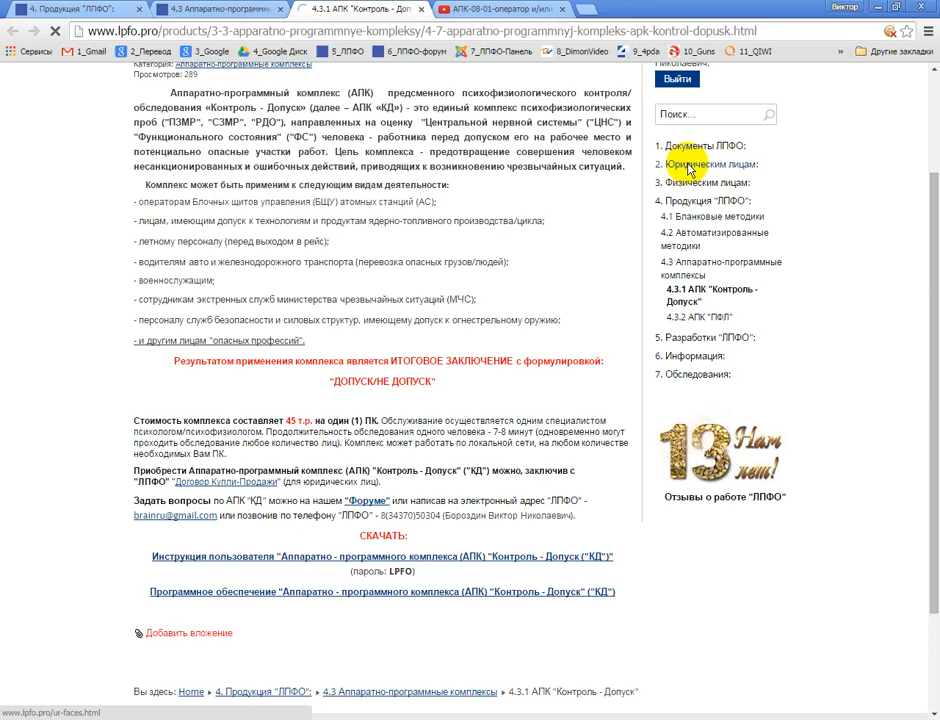 4. Продукция "ЛПФО":
4.3 Аппаратно-программны
4.3.1 АПК "Контроль - Доп
АПК-08-01-оператор и/или
Виктор
www.lpfo.pro/products/3-3-apparatno-programmnye-kompleksy/4-7-apparatno-programmnyj-kompleks-apk-kontrol-dopusk.html
Сервисы
1_Gmail
2_Перевод
3_Google
4_Google Диск
5_ЛПФО
6_ЛПФО-форум
7_ЛПФО-Панель
8_DimonVideo
9_4pda
10_Guns
11_QIWI
»
Другие закладки
Категория: Аппаратно-программные комплексы
Просмотров: 289
Аппаратно-программный комплекс (АПК) предсменного психофизиологического контроля/
обследования «Контроль - Допуск» (далее – АПК «КД») - это единый комплекс психофизиологических
проб ("ПЗМР", "СЗМР", "РДО"), направленных на оценку "Центральной нервной системы" ("ЦНС") и
"Функционального состояния" ("ФС") человека - работника перед допуском его на рабочее место и
потенциально опасные участки работ. Цель комплекса - предотвращение совершения человеком
несанкционированных и ошибочных действий, приводящих к возникновению чрезвычайных ситуаций.
Комплекс может быть применим к следующим видам деятельности:
- операторам Блочных щитов управления (БЩУ) атомных станций (АС);
- лицам, имеющим допуск к технологиям и продуктам ядерно-топливного производства/цикла;
- летному персоналу (перед выходом в рейс);
- водителям авто и железнодорожного транспорта (перевозка опасных грузов/людей);
- военнослужащим;
- сотрудникам экстренных служб министерства чрезвычайных ситуаций (МЧС);
- персоналу служб безопасности и силовых структур, имеющему допуск к огнестрельному оружию;
- и другим лицам "опасных профессий".
Результатом применения комплекса является ИТОГОВОЕ ЗАКЛЮЧЕНИЕ с формулировкой:
"ДОПУСК/НЕ ДОПУСК"
Стоимость комплекса составляет 45 т.р. на один (1) ПК. Обслуживание осуществляется одним специалистом
психологом/психофизиологом. Продолжительность обследования одного человека - 7-8 минут (одновременно могут
проходить обследование любое количество лиц). Комплекс может работать по локальной сети, на любом количестве
необходимых Вам ПК.
Приобрести Аппаратно-программный комплекс (АПК) "Контроль - Допуск" ("КД") можно, заключив с
"ЛПФО" "Договор Купли-Продажи" (для юридических лиц).
Задать вопросы по АПК "КД" можно на нашем "Форуме" или написав на электронный адрес "ЛПФО" -
brainru@gmail.com или позвонив по телефону "ЛПФО" - 8(34370)50304 (Бороздин Виктор Николаевич).
СКАЧАТЬ:
Инструкция пользователя "Аппаратно - программного комплекса (АПК) "Контроль - Допуск ("КД")"
(пароль: LPFO)
Программное обеспечение "Аппаратно - программного комплекса (АПК) "Контроль - Допуск" ("КД")
Добавить вложение
Вы здесь: Home 4. Продукция "ЛПФО": 4.3 Аппаратно-программные комплексы 4.3.1 АПК "Контроль - Допуск"
Николаевич,
Выйти
Поиск...
1. Документы ЛПФО:
2. Юридическим лицам:
3. Физическим лицам:
4. Продукция "ЛПФО":
4.1 Бланковые методики
4.2 Автоматизированные
методики
4.3 Аппаратно-программные
комплексы
4.3.1 АПК "Контроль -
Допуск"
4.3.2 АПК "ПФЛ"
5. Разработки "ЛПФО":
6. Информация:
7. Обследования:
13 Нам
лет!
Отзывы о работе "ЛПФО"
www.lpfo.pro/ur-faces.html